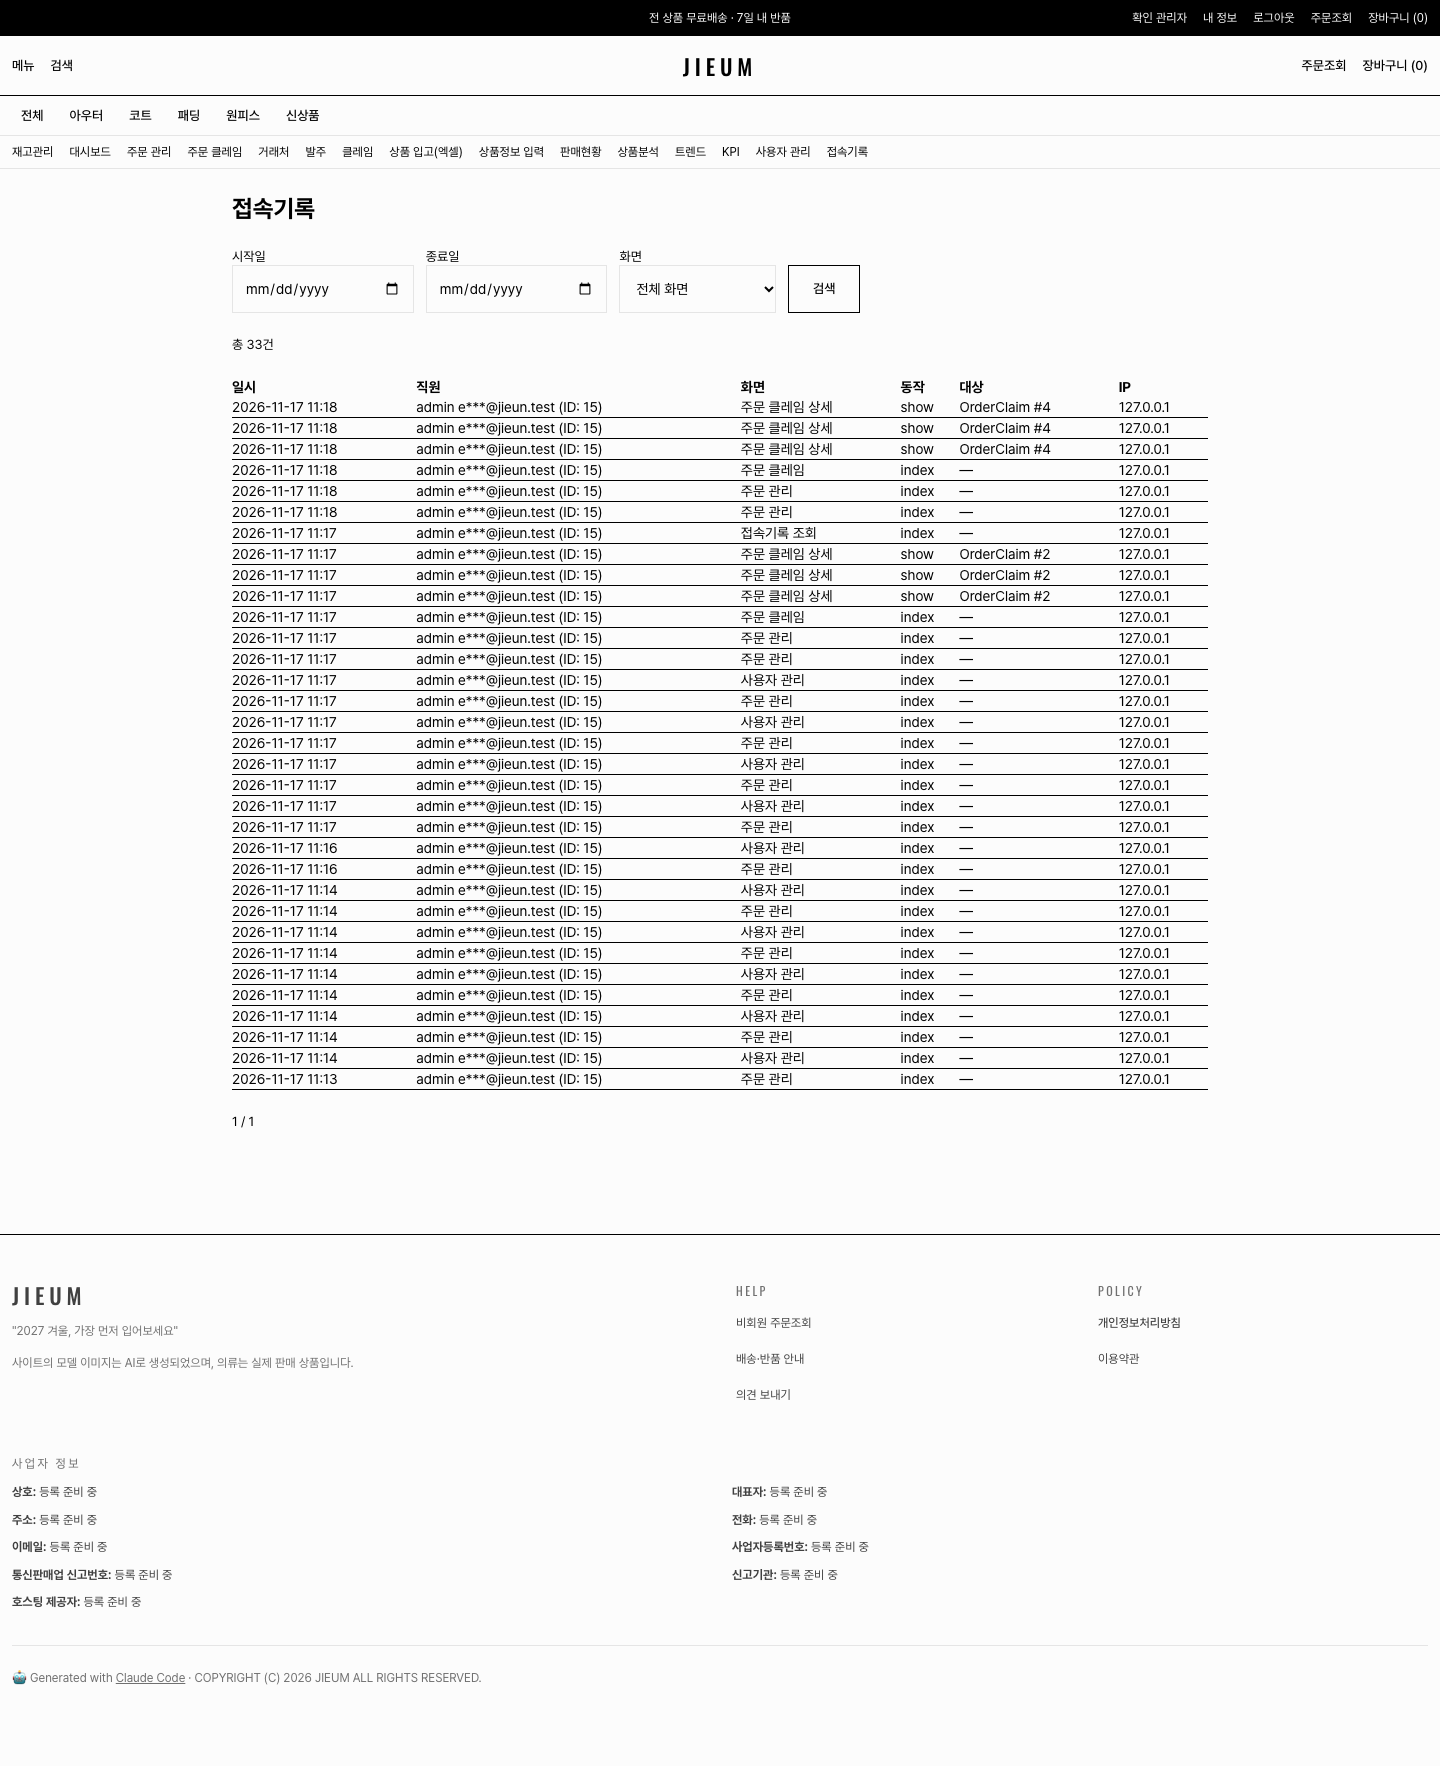 전 상품 무료배송 · 7일 내 반품
확인 관리자 내 정보 로그아웃 주문조회 장바구니 (0)
메뉴 검색 JIEUM 주문조회 장바구니 (0)
전체 아우터 코트 패딩 원피스 신상품
재고관리 대시보드 주문 관리 주문 클레임 거래처 발주 클레임 상품 입고(엑셀) 상품정보 입력 판매현황 상품분석 트렌드 KPI 사용자 관리 접속기록
접속기록
시작일 종료일 화면
mm/dd/yyyy mm/dd/yyyy 전체 화면 검색
총 33건
일시 직원 화면 동작 대상 IP
2026-11-17 11:18 admin e***@jieun.test (ID: 15) 주문 클레임 상세 show OrderClaim #4 127.0.0.1
2026-11-17 11:18 admin e***@jieun.test (ID: 15) 주문 클레임 상세 show OrderClaim #4 127.0.0.1
2026-11-17 11:18 admin e***@jieun.test (ID: 15) 주문 클레임 상세 show OrderClaim #4 127.0.0.1
2026-11-17 11:18 admin e***@jieun.test (ID: 15) 주문 클레임 index — 127.0.0.1
2026-11-17 11:18 admin e***@jieun.test (ID: 15) 주문 관리 index — 127.0.0.1
2026-11-17 11:18 admin e***@jieun.test (ID: 15) 주문 관리 index — 127.0.0.1
2026-11-17 11:17 admin e***@jieun.test (ID: 15) 접속기록 조회 index — 127.0.0.1
2026-11-17 11:17 admin e***@jieun.test (ID: 15) 주문 클레임 상세 show OrderClaim #2 127.0.0.1
2026-11-17 11:17 admin e***@jieun.test (ID: 15) 주문 클레임 상세 show OrderClaim #2 127.0.0.1
2026-11-17 11:17 admin e***@jieun.test (ID: 15) 주문 클레임 상세 show OrderClaim #2 127.0.0.1
2026-11-17 11:17 admin e***@jieun.test (ID: 15) 주문 클레임 index — 127.0.0.1
2026-11-17 11:17 admin e***@jieun.test (ID: 15) 주문 관리 index — 127.0.0.1
2026-11-17 11:17 admin e***@jieun.test (ID: 15) 주문 관리 index — 127.0.0.1
2026-11-17 11:17 admin e***@jieun.test (ID: 15) 사용자 관리 index — 127.0.0.1
2026-11-17 11:17 admin e***@jieun.test (ID: 15) 주문 관리 index — 127.0.0.1
2026-11-17 11:17 admin e***@jieun.test (ID: 15) 사용자 관리 index — 127.0.0.1
2026-11-17 11:17 admin e***@jieun.test (ID: 15) 주문 관리 index — 127.0.0.1
2026-11-17 11:17 admin e***@jieun.test (ID: 15) 사용자 관리 index — 127.0.0.1
2026-11-17 11:17 admin e***@jieun.test (ID: 15) 주문 관리 index — 127.0.0.1
2026-11-17 11:17 admin e***@jieun.test (ID: 15) 사용자 관리 index — 127.0.0.1
2026-11-17 11:17 admin e***@jieun.test (ID: 15) 주문 관리 index — 127.0.0.1
2026-11-17 11:16 admin e***@jieun.test (ID: 15) 사용자 관리 index — 127.0.0.1
2026-11-17 11:16 admin e***@jieun.test (ID: 15) 주문 관리 index — 127.0.0.1
2026-11-17 11:14 admin e***@jieun.test (ID: 15) 사용자 관리 index — 127.0.0.1
2026-11-17 11:14 admin e***@jieun.test (ID: 15) 주문 관리 index — 127.0.0.1
2026-11-17 11:14 admin e***@jieun.test (ID: 15) 사용자 관리 index — 127.0.0.1
2026-11-17 11:14 admin e***@jieun.test (ID: 15) 주문 관리 index — 127.0.0.1
2026-11-17 11:14 admin e***@jieun.test (ID: 15) 사용자 관리 index — 127.0.0.1
2026-11-17 11:14 admin e***@jieun.test (ID: 15) 주문 관리 index — 127.0.0.1
2026-11-17 11:14 admin e***@jieun.test (ID: 15) 사용자 관리 index — 127.0.0.1
2026-11-17 11:14 admin e***@jieun.test (ID: 15) 주문 관리 index — 127.0.0.1
2026-11-17 11:14 admin e***@jieun.test (ID: 15) 사용자 관리 index — 127.0.0.1
2026-11-17 11:13 admin e***@jieun.test (ID: 15) 주문 관리 index — 127.0.0.1
1 / 1
JIEUM
"2027 겨울, 가장 먼저 입어보세요"
사이트의 모델 이미지는 AI로 생성되었으며, 의류는 실제 판매 상품입니다.
HELP
비회원 주문조회
배송·반품 안내
의견 보내기
POLICY
개인정보처리방침
이용약관
사업자 정보
상호: 등록 준비 중 대표자: 등록 준비 중
주소: 등록 준비 중 전화: 등록 준비 중
이메일: 등록 준비 중 사업자등록번호: 등록 준비 중
통신판매업 신고번호: 등록 준비 중 신고기관: 등록 준비 중
호스팅 제공자: 등록 준비 중
🤖 Generated with Claude Code · COPYRIGHT (C) 2026 JIEUM ALL RIGHTS RESERVED.